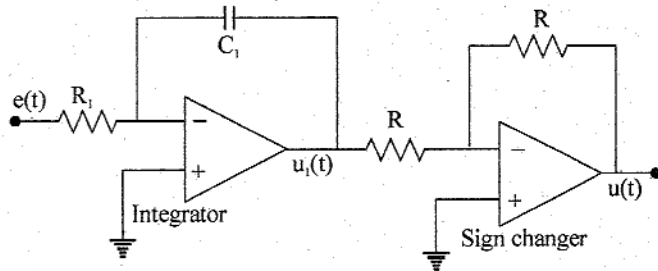 C₁
R
e(t)
R₁
−
+
u₁(t)
R
−
+
u(t)
Integrator
Sign changer